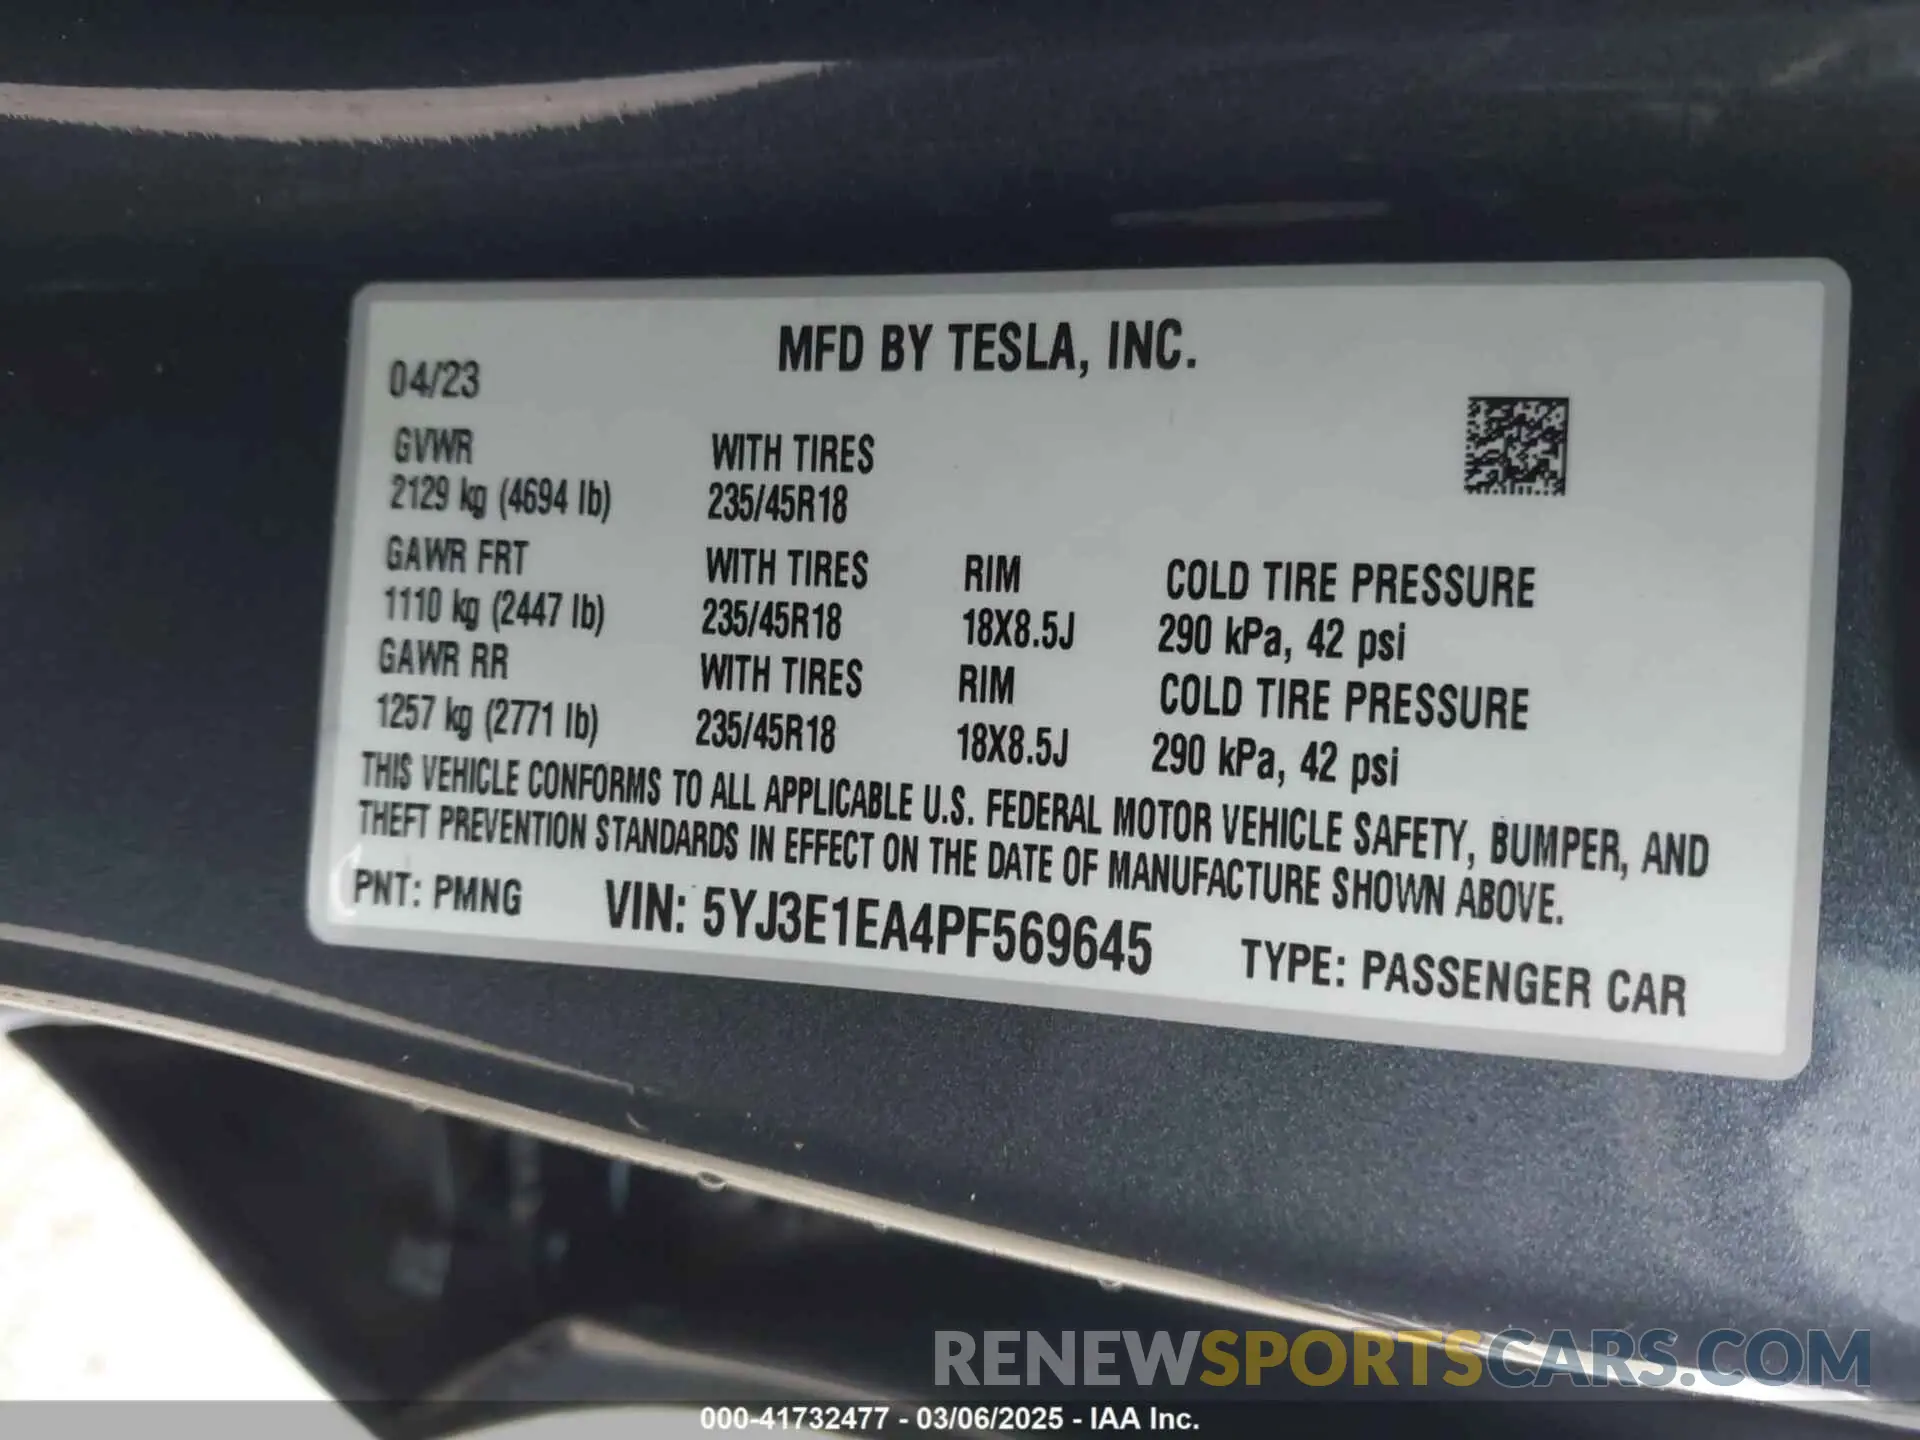 MFD BY TESLA, INC.
04/23
GVWR WITH TIRES
2129 kg (4694 lb) 235/45R18
GAWR FRT WITH TIRES RIM COLD TIRE PRESSURE
1110 kg (2447 lb) 235/45R18 18X8.5J 290 kPa, 42 psi
GAWR RR WITH TIRES RIM COLD TIRE PRESSURE
1257 kg (2771 lb) 235/45R18 18X8.5J 290 kPa, 42 psi
THIS VEHICLE CONFORMS TO ALL APPLICABLE U.S. FEDERAL MOTOR VEHICLE SAFETY, BUMPER, AND
THEFT PREVENTION STANDARDS IN EFFECT ON THE DATE OF MANUFACTURE SHOWN ABOVE.
PNT: PMNG VIN: 5YJ3E1EA4PF569645 TYPE: PASSENGER CAR
RENEWSPORTSCARS.COM
000-41732477 - 03/06/2025 - IAA Inc.